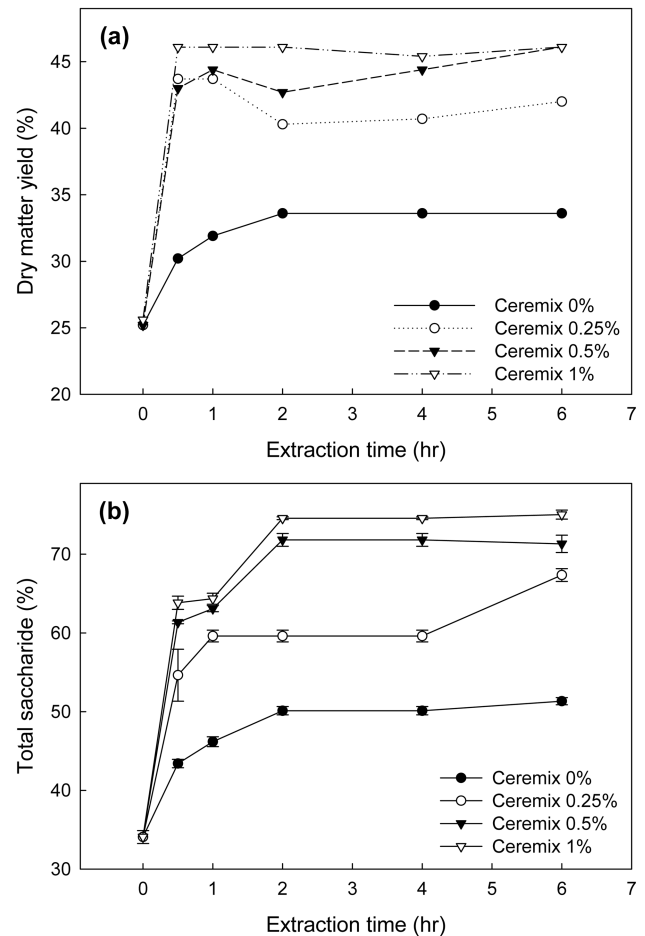 (a)
Dry matter yield (%)
45
40
35
30
25
20
Ceremix 0%
Ceremix 0.25%
Ceremix 0.5%
Ceremix 1%
0 1 2 3 4 5 6 7
Extraction time (hr)
(b)
Total saccharide (%)
70
60
50
40
30
Ceremix 0%
Ceremix 0.25%
Ceremix 0.5%
Ceremix 1%
0 1 2 3 4 5 6 7
Extraction time (hr)